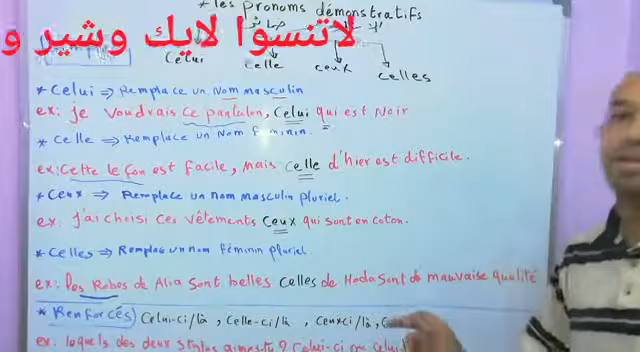 * les pronoms démonstratifs
لاتنسوا لايك وشير و
Celui celle ceux celles
* Celui ⇒ Remplace un Nom masculin
ex: je voudrais ce pantalon, Celui qui est Noir
* Celle ⇒ Remplace un Nom féminin.
ex: Cette leçon est facile, mais celle d'hier est difficile.
* Ceux ⇒ Remplace un nom masculin pluriel.
ex: J'ai choisi ces vêtements ceux qui sont en coton.
* Celles ⇒ Remplace un nom féminin pluriel.
ex: les Robes de Alia sont belles celles de Hoda sont de mauvaise qualité
* Renforcés) Celui-ci/là, Celle-ci/là, Ceuxci/là,
ex. lequels des deux stylos aimes-tu? Celui-ci